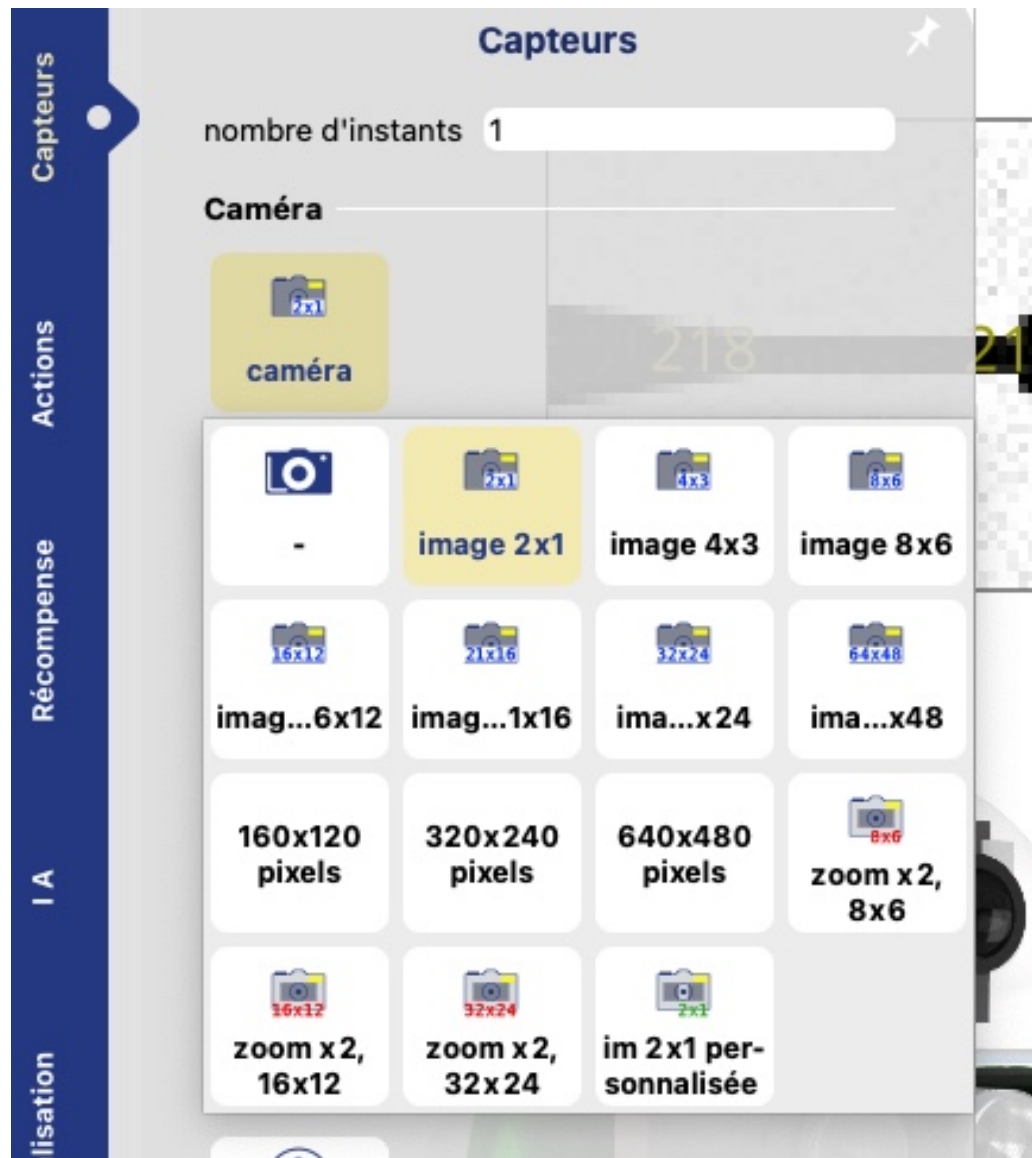 Capteurs
Capteurs
nombre d'instants 1
Caméra
2x1
caméra
218
21
Actions
2x1
4x3
8x6
-
image 2x1
image 4x3
image 8x6
Récompense
16x12
21x16
32x24
64x48
imag...6x12
imag...1x16
ima...x24
ima...x48
I A
160x120
pixels
320x240
pixels
640x480
pixels
8x6
zoom x2,
8x6
16x12
32x24
2x1
zoom x2,
16x12
zoom x2,
32x24
im 2x1 per-
sonnalisée
lisation